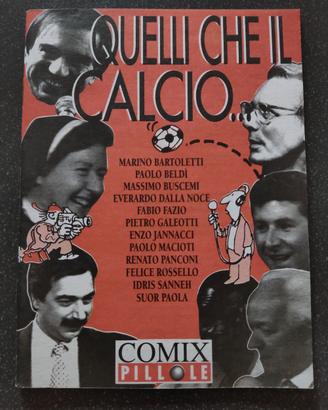 QUELLI CHE IL
CALCIO...
MARINO BARTOLETTI
PAOLO BELDÌ
MASSIMO BUSCEMI
EVERARDO DALLA NOCE
FABIO FAZIO
PIETRO GALEOTTI
ENZO JANNACCI
PAOLO MACIOTI
RENATO PANCONI
FELICE ROSSELLO
IDRIS SANNEH
SUOR PAOLA
COMIX
PILLOLE